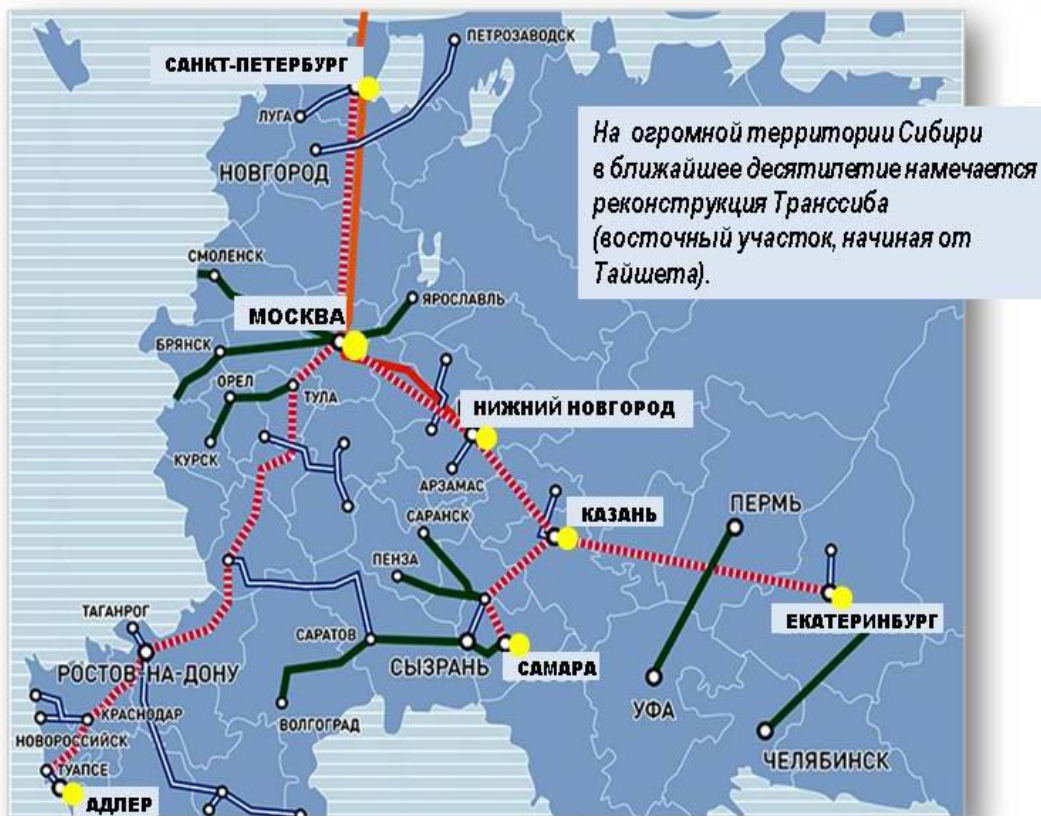 ПЕТРОЗАВОДСК
САНКТ-ПЕТЕРБУРГ
ЛУГА
НОВГОРОД
На огромной территории Сибири
в ближайшее десятилетие намечается
реконструкция Транссиба
(восточный участок, начиная от
Тайшета).
СМОЛЕНСК
МОСКВА
ЯРОСЛАВЛЬ
БРЯНСК
ОРЕЛ
ТУЛА
НИЖНИЙ НОВГОРОД
КУРСК
АРЗАМАС
САРАНСК
КАЗАНЬ
ПЕРМЬ
ПЕНЗА
ТАГАНРОГ
ЕКАТЕРИНБУРГ
САРАТОВ
СЫЗРАНЬ
САМАРА
РОСТОВ-НА-ДОНУ
УФА
КРАСНОДАР
ВОЛГОГРАД
НОВОРОССИЙСК
ЧЕЛЯБИНСК
ТУАПСЕ
АДЛЕР